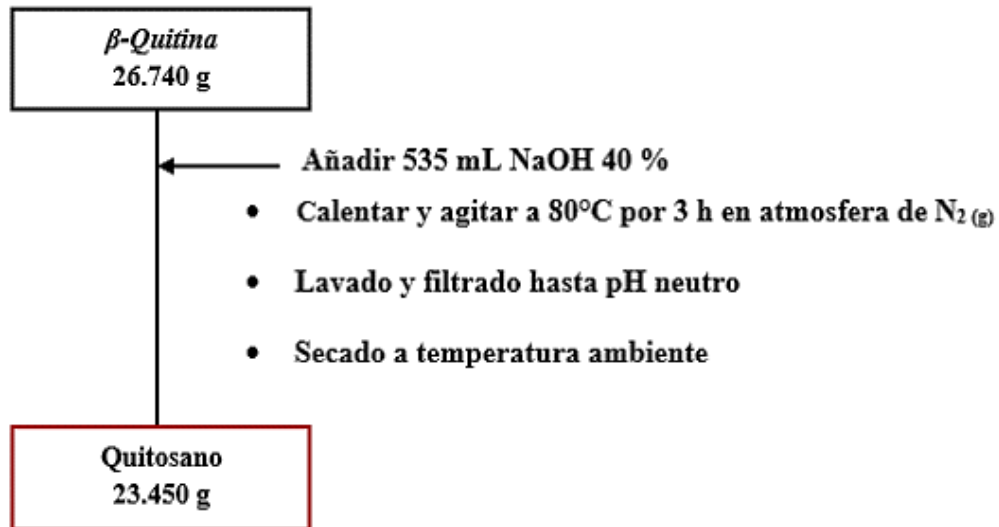 β-Quitina
26.740 g
Añadir 535 mL NaOH 40 %
• Calentar y agitar a 80°C por 3 h en atmosfera de N₂ (g)
• Lavado y filtrado hasta pH neutro
• Secado a temperatura ambiente
Quitosano
23.450 g